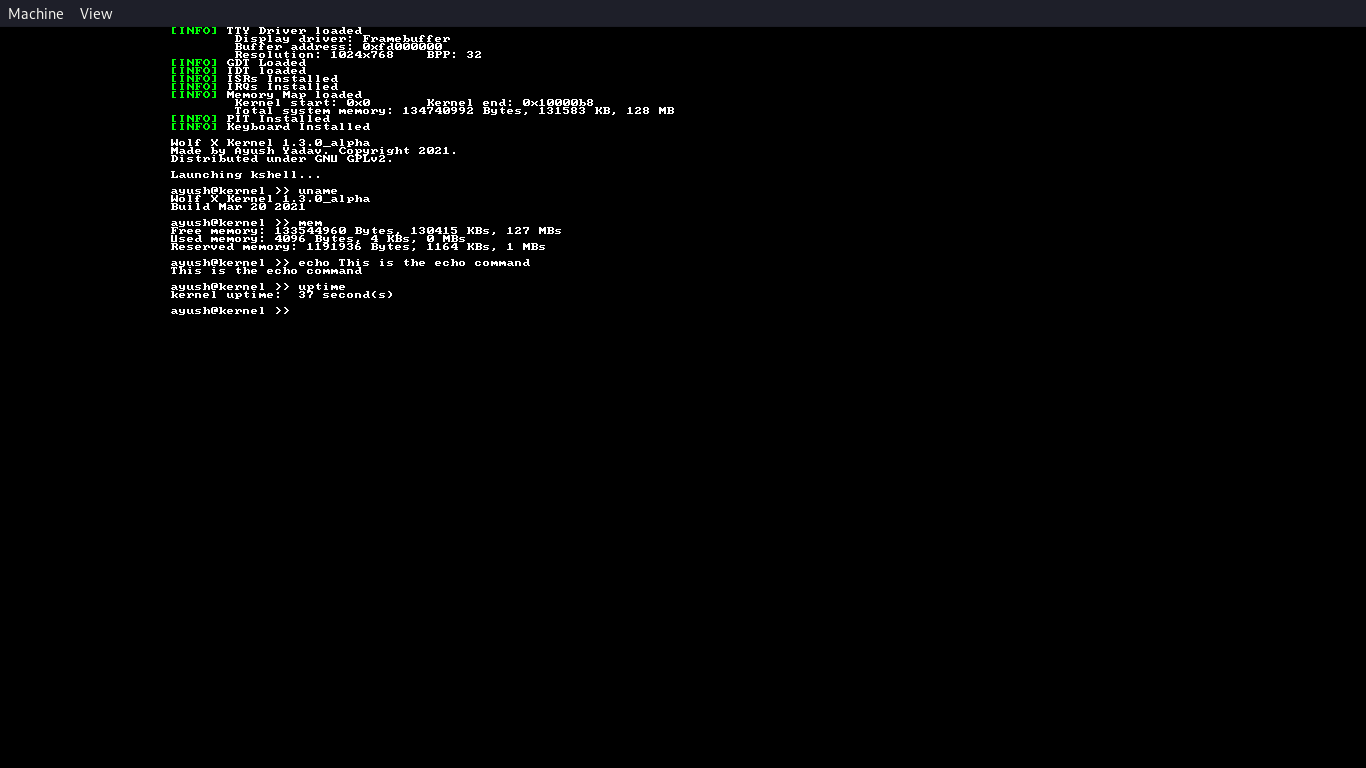 Machine View
[INFO] TTY Driver loaded
Display driver: Framebuffer
Buffer address: 0xfd000000
Resolution: 1024x768 BPP: 32
[INFO] GDT Loaded
[INFO] IDT loaded
[INFO] ISRs Installed
[INFO] IRQs Installed
[INFO] Memory Map loaded
Kernel start: 0x0 Kernel end: 0x10000b8
Total system memory: 134740992 Bytes, 131583 KB, 128 MB
[INFO] PIT Installed
[INFO] Keyboard Installed
Wolf X Kernel 1.3.0_alpha
Made by Ayush Yadav. Copyright 2021.
Distributed under GNU GPLv2.
Launching kshell...
ayush@kernel >> uname
Wolf X Kernel 1.3.0_alpha
Build Mar 20 2021
ayush@kernel >> mem
Free memory: 133544960 Bytes, 130415 KBs, 127 MBs
Used memory: 4096 Bytes, 4 KBs, 0 MBs
Reserved memory: 1191936 Bytes, 1164 KBs, 1 MBs
ayush@kernel >> echo This is the echo command
This is the echo command
ayush@kernel >> uptime
kernel uptime: 37 second(s)
ayush@kernel >>